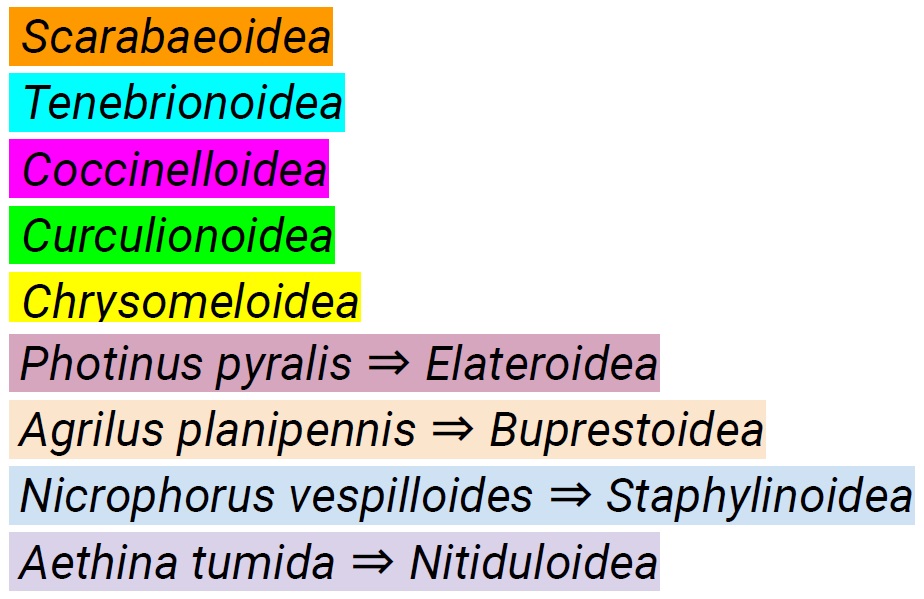 Scarabaeoidea
Tenebrionoidea
Coccinelloidea
Curculionoidea
Chrysomeloidea
Photinus pyralis ⇒ Elateroidea
Agrilus planipennis ⇒ Buprestoidea
Nicrophorus vespilloides ⇒ Staphylinoidea
Aethina tumida ⇒ Nitiduloidea